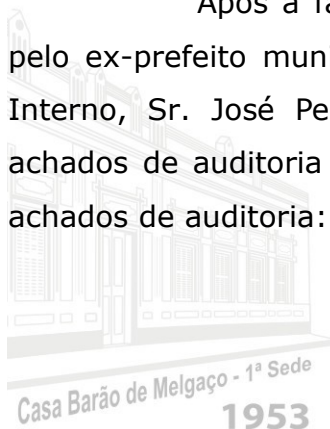 Após a fa
pelo ex-prefeito mun
Interno, Sr. José Pe
achados de auditoria
achados de auditoria:
Casa Barão de Melgaço - 1ª Sede
1953